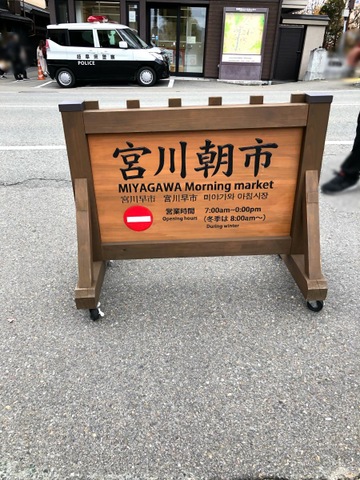 POLICE
宮川朝市
MIYAGAWA Morning market
宮川早市 宮川早市 미야가와 아침시장
営業時間 7:00am-0:00pm
Opening hours (冬季は 8:00am~)
During winter